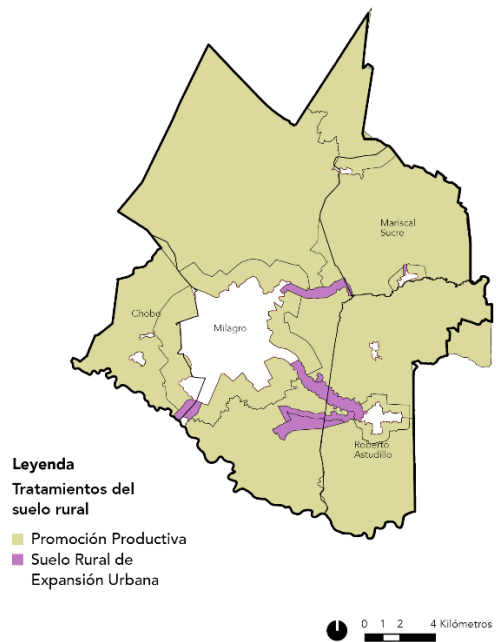 Mariscal
Sucre
Chobo
Milagro
Roberto
Astudillo
Leyenda
Tratamientos del
suelo rural
Promoción Productiva
Suelo Rural de
Expansión Urbana
0 1 2 4 Kilómetros